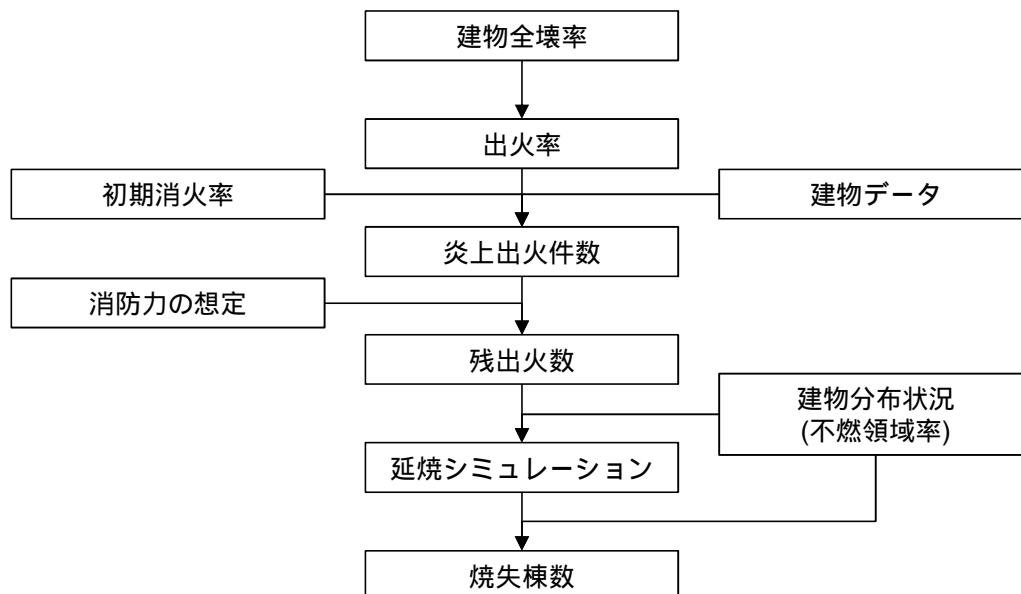 建物全壊率
出火率
初期消火率
建物データ
炎上出火件数
消防力の想定
残出火数
建物分布状況
(不燃領域率)
延焼シミュレーション
焼失棟数